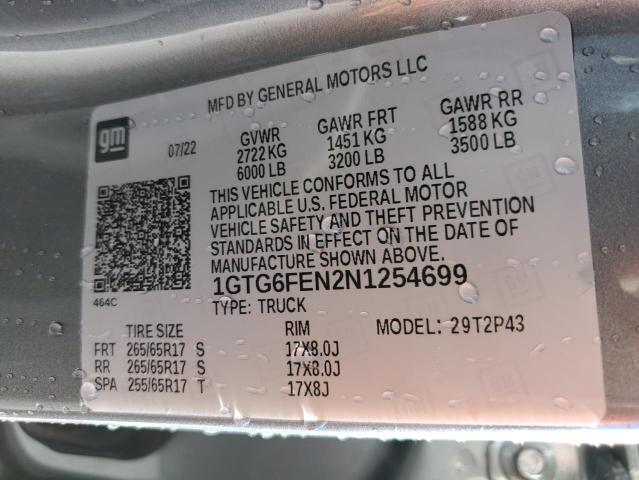 MFD BY GENERAL MOTORS LLC
gm
07/22
GVWR GAWR FRT GAWR RR
2722 KG 1451 KG 1588 KG
6000 LB 3200 LB 3500 LB
THIS VEHICLE CONFORMS TO ALL
APPLICABLE U.S. FEDERAL MOTOR
VEHICLE SAFETY AND THEFT PREVENTION
STANDARDS IN EFFECT ON THE DATE OF
MANUFACTURE SHOWN ABOVE.
464C
1GTG6FEN2N1254699
TYPE: TRUCK
MODEL: 29T2P43
TIRE SIZE RIM
FRT 265/65R17 S 17X8.0J
RR 265/65R17 S 17X8.0J
SPA 255/65R17 T 17X8J